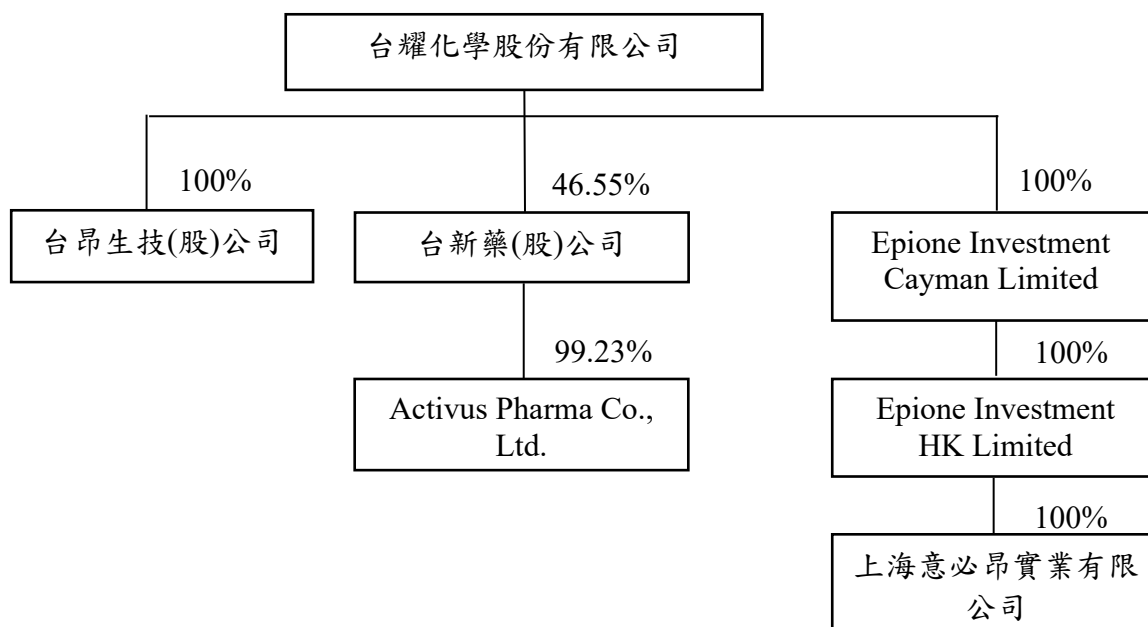 台耀化學股份有限公司
100%
46.55%
100%
台昂生技(股)公司
台新藥(股)公司
Epione Investment
Cayman Limited
99.23%
100%
Activus Pharma Co.,
Ltd.
Epione Investment
HK Limited
100%
上海意必昂實業有限
公司